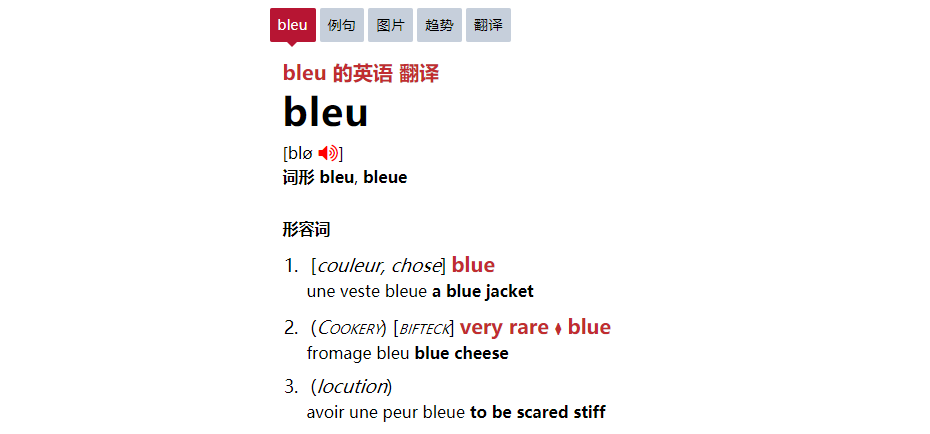 bleu 例句 图片 趋势 翻译
bleu 的英语 翻译
bleu
[blø ]
词形 bleu, bleue
形容词
1. [couleur, chose] blue
une veste bleue a blue jacket
2. (COOKERY) [BIFTECK] very rare ⧫ blue
fromage bleu blue cheese
3. (locution)
avoir une peur bleue to be scared stiff